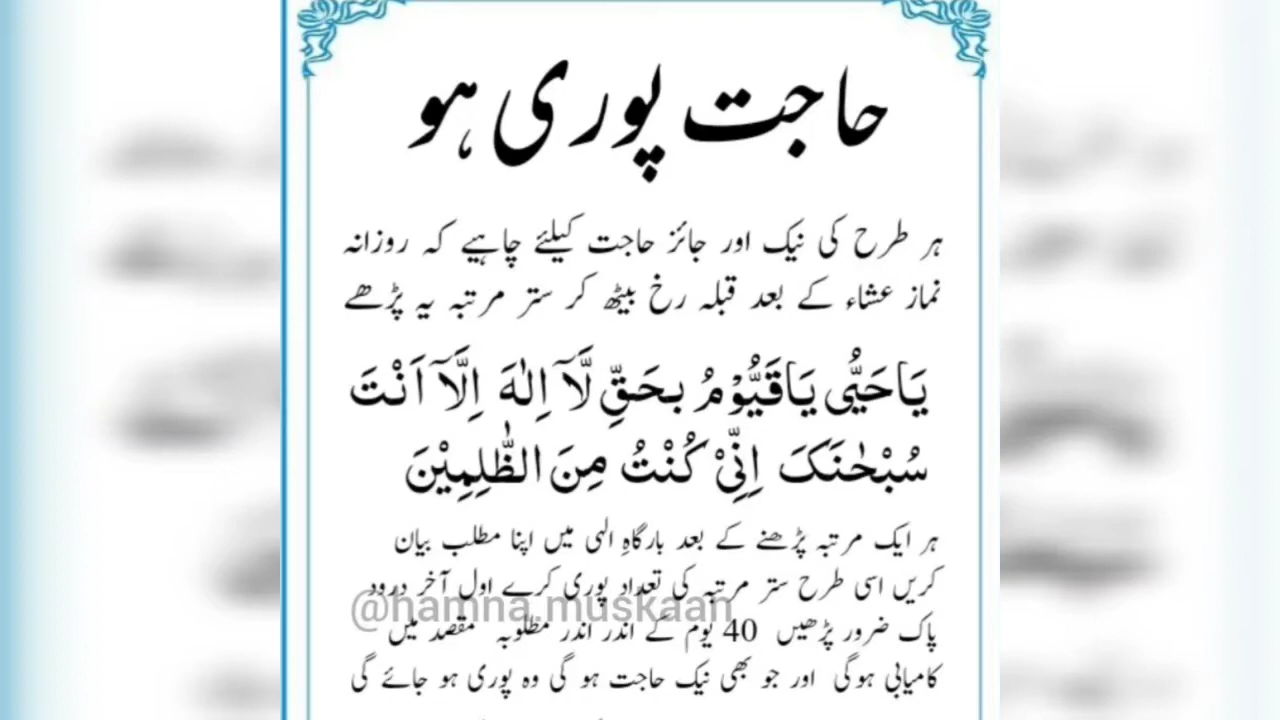 حاجت پوری ہو
ہر طرح کی نیک اور جائز حاجت کیلئے چاہیے کہ روزانہ
نماز عشاء کے بعد قبلہ رخ بیٹھ کر ستر مرتبہ یہ پڑھے
يَاحَيُّى يَاقَيُّوْمُ بِحَقِّ لَّآ اِلٰهَ اِلَّآ اَنْتَ
سُبْحٰنَکَ اِنِّىْ کُنْتُ مِنَ الظّٰلِمِيْنَ
ہر ایک مرتبہ پڑھنے کے بعد بارگاہِ الہی میں اپنا مطلب بیان
کریں اسی طرح ستر مرتبہ کی تعداد پوری کرے اول آخر درود
@hamna.muskaan
پاک ضرور پڑھیں 40 یوم کے اندر اندر مطلوبہ مقصد میں
کامیابی ہوگی اور جو بھی نیک حاجت ہو گی وہ پوری ہو جائے گی